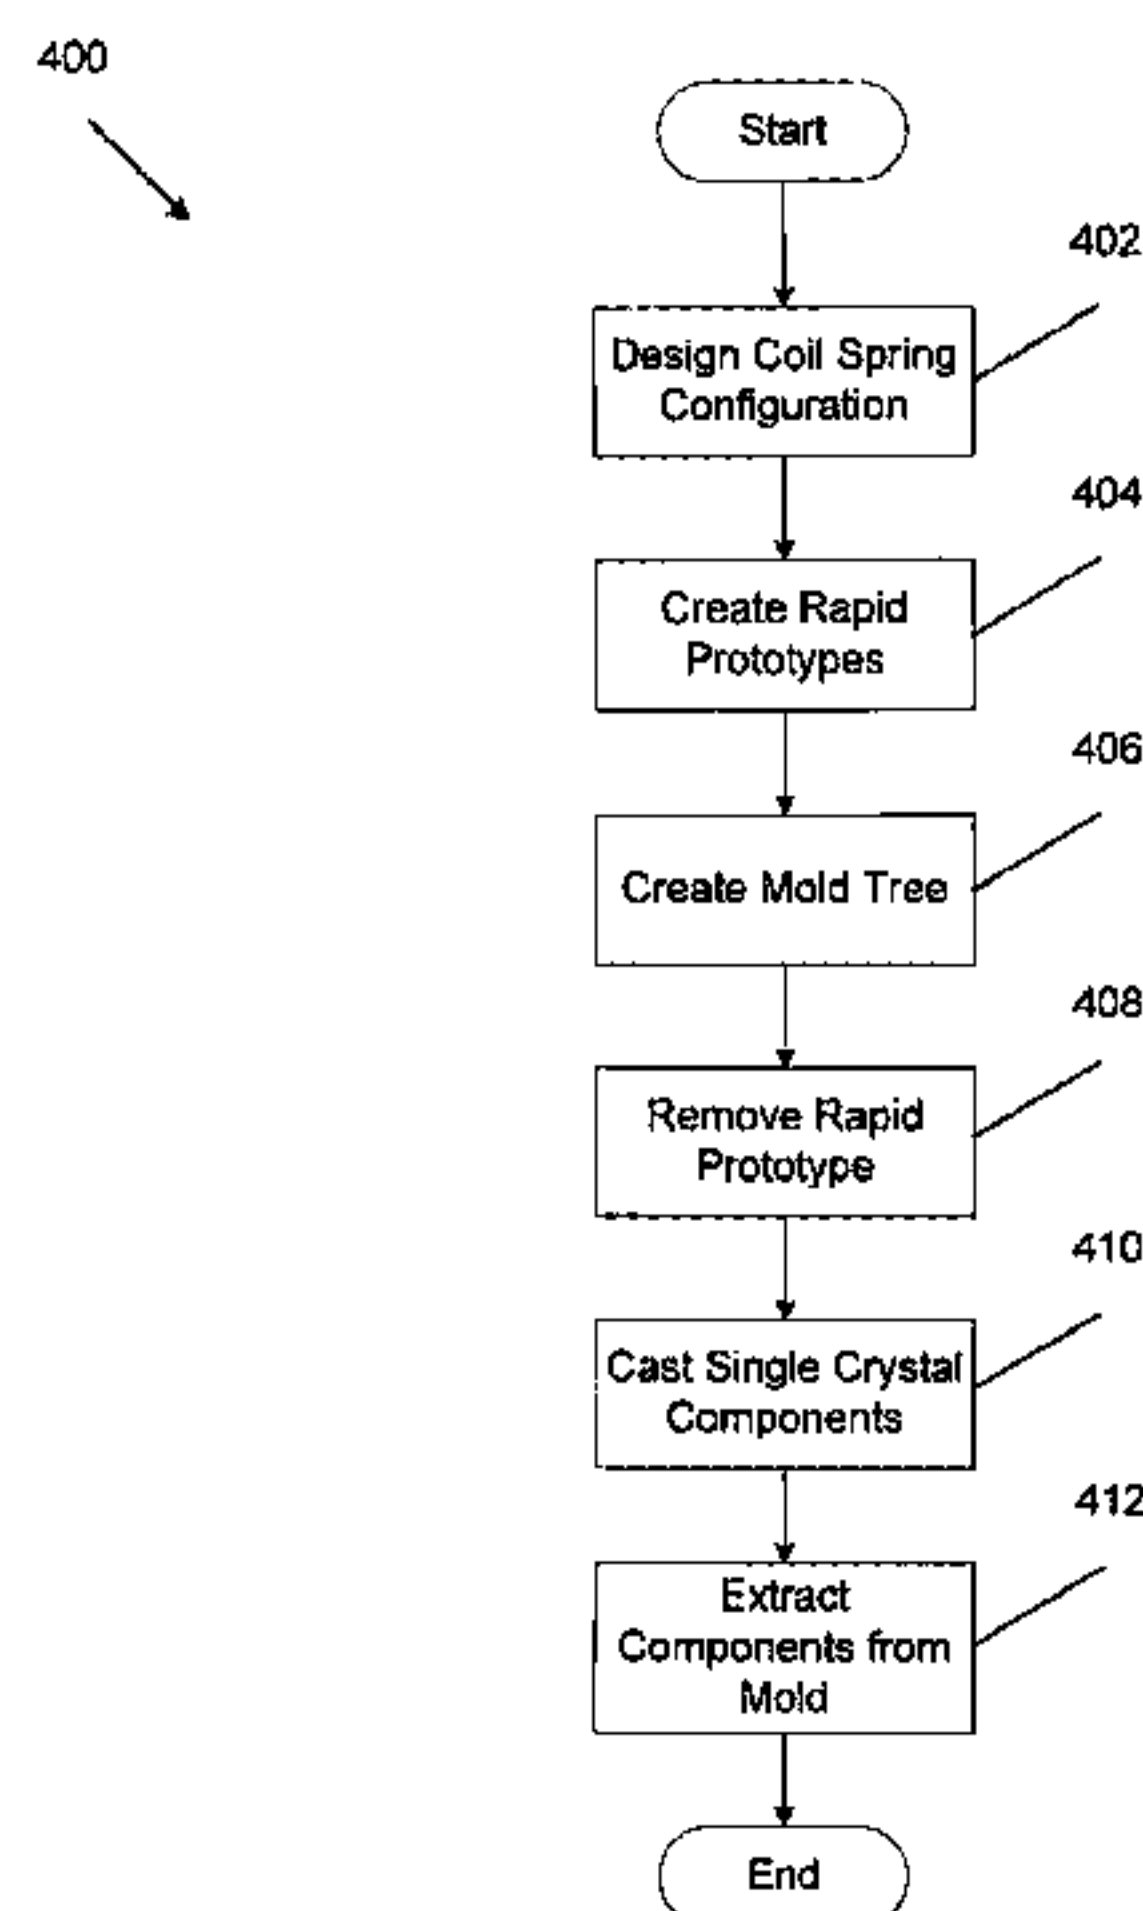 400
Start
402
Design Coil Spring
Configuration
404
Create Rapid
Prototypes
406
Create Mold Tree
408
Remove Rapid
Prototype
410
Cast Single Crystal
Components
412
Extract
Components from
Mold
End